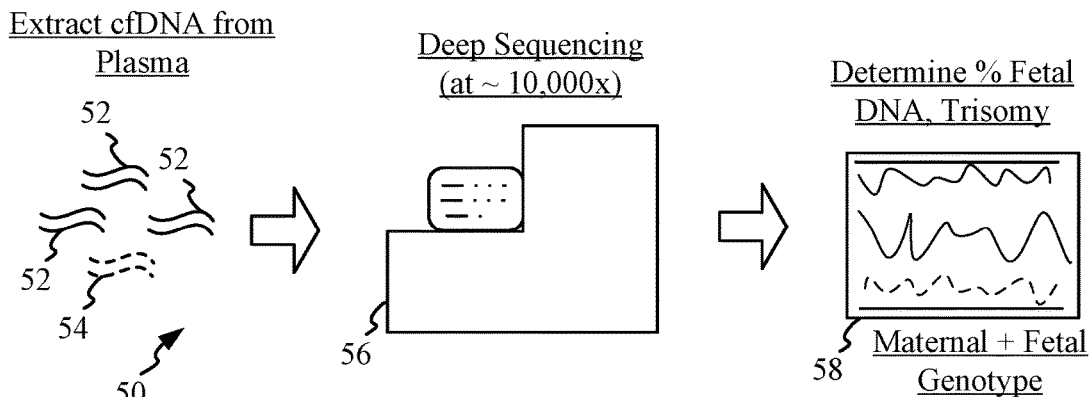 Extract cfDNA from
Plasma
52
52
52
54
50
Deep Sequencing
(at ~ 10,000x)
56
Determine % Fetal
DNA, Trisomy
58
Maternal + Fetal
Genotype